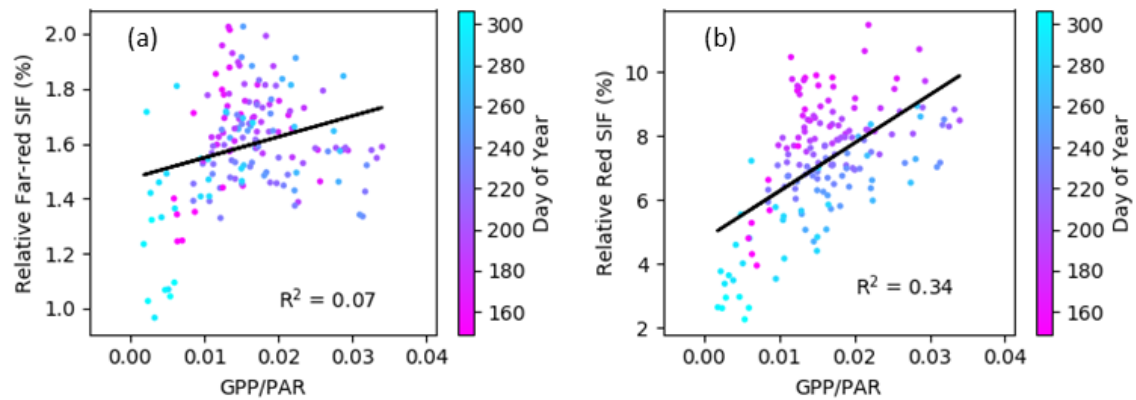 (a)
Relative Far-red SIF (%)
2.0
1.8
1.6
1.4
1.2
1.0
R² = 0.07
0.00 0.01 0.02 0.03 0.04
GPP/PAR
300
280
260
240
220
200
180
160
Day of Year
(b)
Relative Red SIF (%)
10
8
6
4
2
R² = 0.34
0.00 0.01 0.02 0.03 0.04
GPP/PAR
300
280
260
240
220
200
180
160
Day of Year